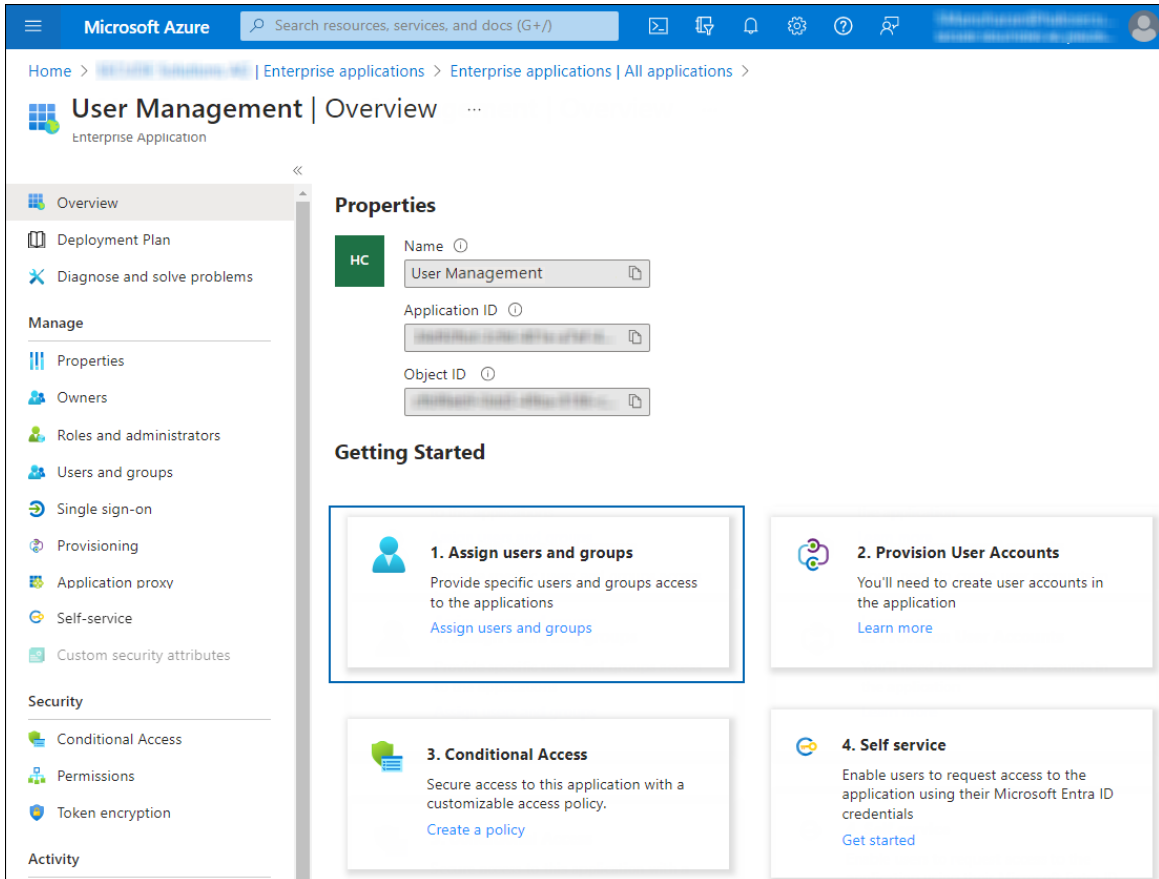 Microsoft Azure
Search resources, services, and docs (G+/)
Home > | Enterprise applications > Enterprise applications | All applications >
User Management | Overview ...
Enterprise Application
«
Overview
Deployment Plan
Diagnose and solve problems
Manage
Properties
Owners
Roles and administrators
Users and groups
Single sign-on
Provisioning
Application proxy
Self-service
Custom security attributes
Security
Conditional Access
Permissions
Token encryption
Activity
Properties
HC
Name
User Management
Application ID
Object ID
Getting Started
1. Assign users and groups
Provide specific users and groups access
to the applications
Assign users and groups
2. Provision User Accounts
You'll need to create user accounts in
the application
Learn more
3. Conditional Access
Secure access to this application with a
customizable access policy.
Create a policy
4. Self service
Enable users to request access to the
application using their Microsoft Entra ID
credentials
Get started